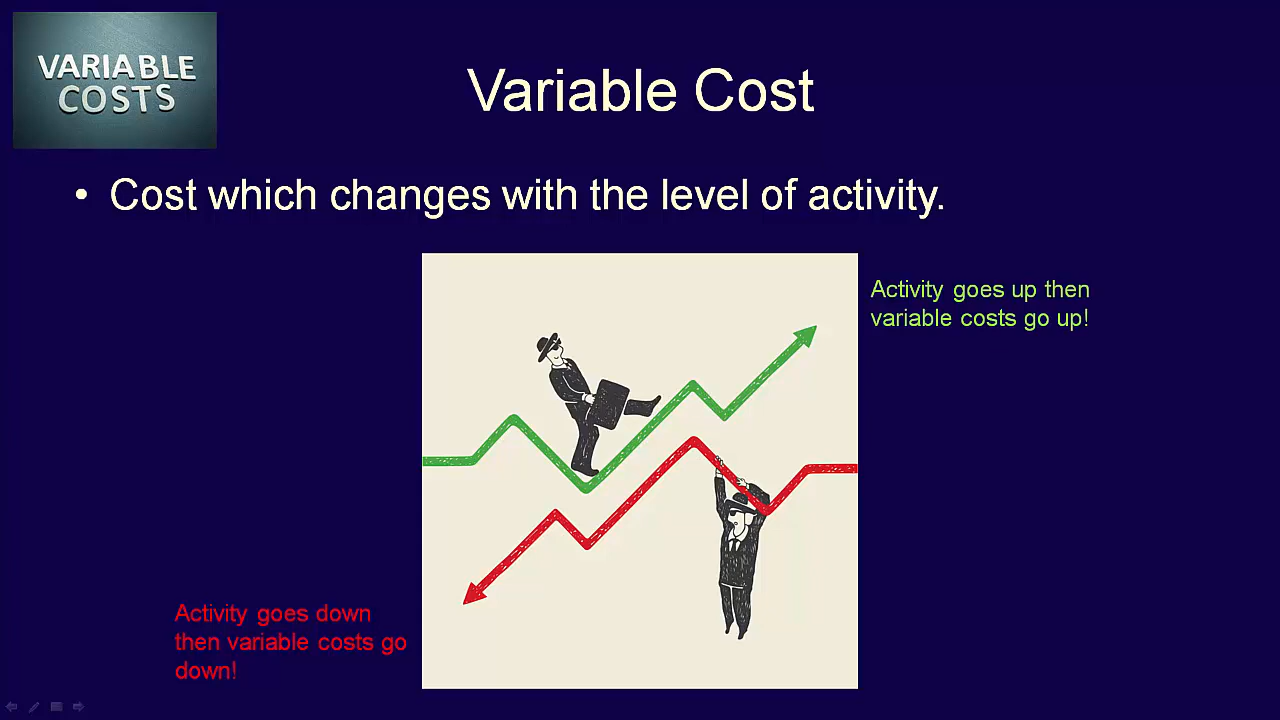 VARIABLE
COSTS
Variable Cost
• Cost which changes with the level of activity.
Activity goes up then
variable costs go up!
Activity goes down
then variable costs go
down!